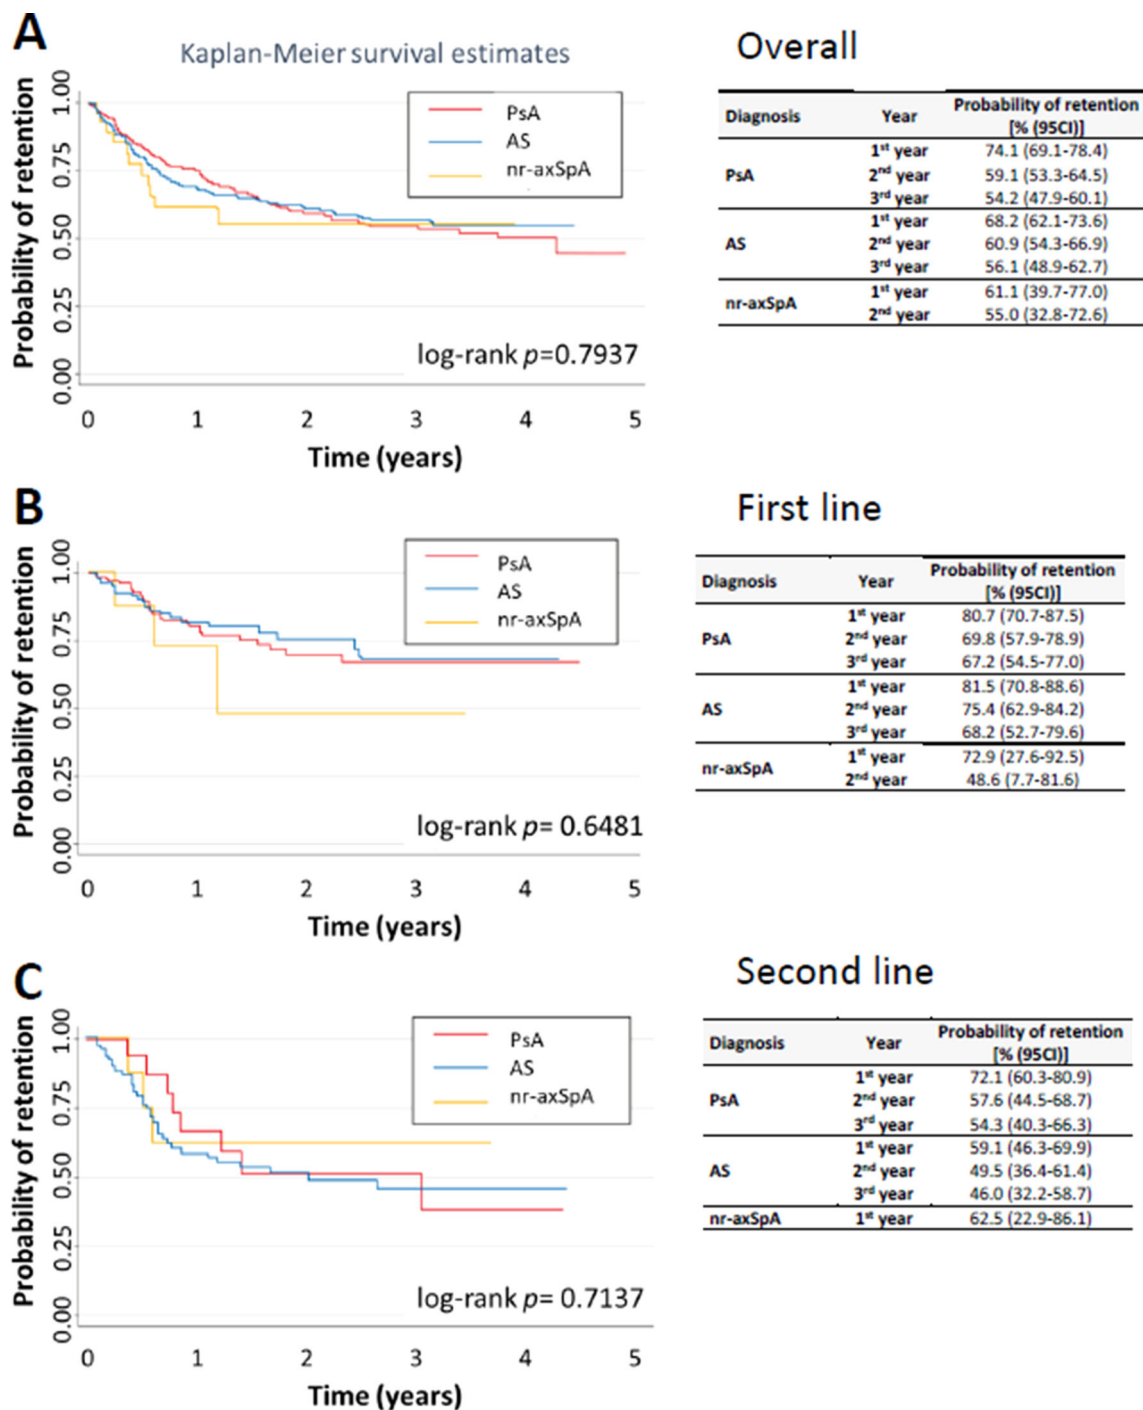 A
Kaplan-Meier survival estimates
Overall
Probability of retention
1.00
0.75
0.50
0.25
0.00
PsA
AS
nr-axSpA
log-rank p=0.7937
0 1 2 3 4 5
Time (years)
Diagnosis Year Probability of retention [% (95CI)]
PsA 1st year 74.1 (69.1-78.4)
2nd year 59.1 (53.3-64.5)
3rd year 54.2 (47.9-60.1)
AS 1st year 68.2 (62.1-73.6)
2nd year 60.9 (54.3-66.9)
3rd year 56.1 (48.9-62.7)
nr-axSpA 1st year 61.1 (39.7-77.0)
2nd year 55.0 (32.8-72.6)
B
First line
Probability of retention
1.00
0.75
0.50
0.25
0.00
PsA
AS
nr-axSpA
log-rank p= 0.6481
0 1 2 3 4 5
Time (years)
Diagnosis Year Probability of retention [% (95CI)]
PsA 1st year 80.7 (70.7-87.5)
2nd year 69.8 (57.9-78.9)
3rd year 67.2 (54.5-77.0)
AS 1st year 81.5 (70.8-88.6)
2nd year 75.4 (62.9-84.2)
3rd year 68.2 (52.7-79.6)
nr-axSpA 1st year 72.9 (27.6-92.5)
2nd year 48.6 (7.7-81.6)
C
Second line
Probability of retention
1.00
0.75
0.50
0.25
0.00
PsA
AS
nr-axSpA
log-rank p= 0.7137
0 1 2 3 4 5
Time (years)
Diagnosis Year Probability of retention [% (95CI)]
PsA 1st year 72.1 (60.3-80.9)
2nd year 57.6 (44.5-68.7)
3rd year 54.3 (40.3-66.3)
AS 1st year 59.1 (46.3-69.9)
2nd year 49.5 (36.4-61.4)
3rd year 46.0 (32.2-58.7)
nr-axSpA 1st year 62.5 (22.9-86.1)